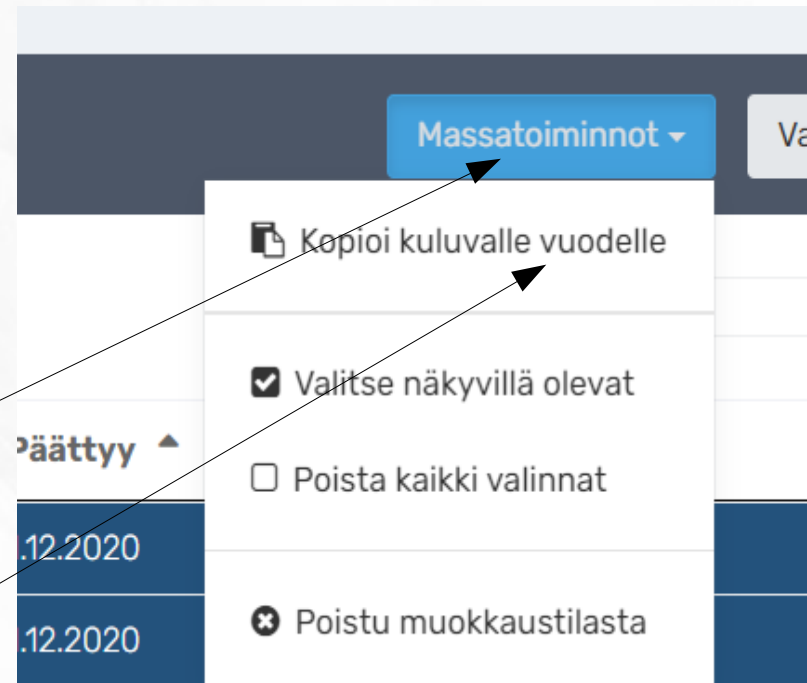 Massatoiminnot
Kopioi kuluvalle vuodelle
Valitse näkyvillä olevat
Päättyy
Poista kaikki valinnat
.12.2020
Poistu muokkaustilasta
.12.2020